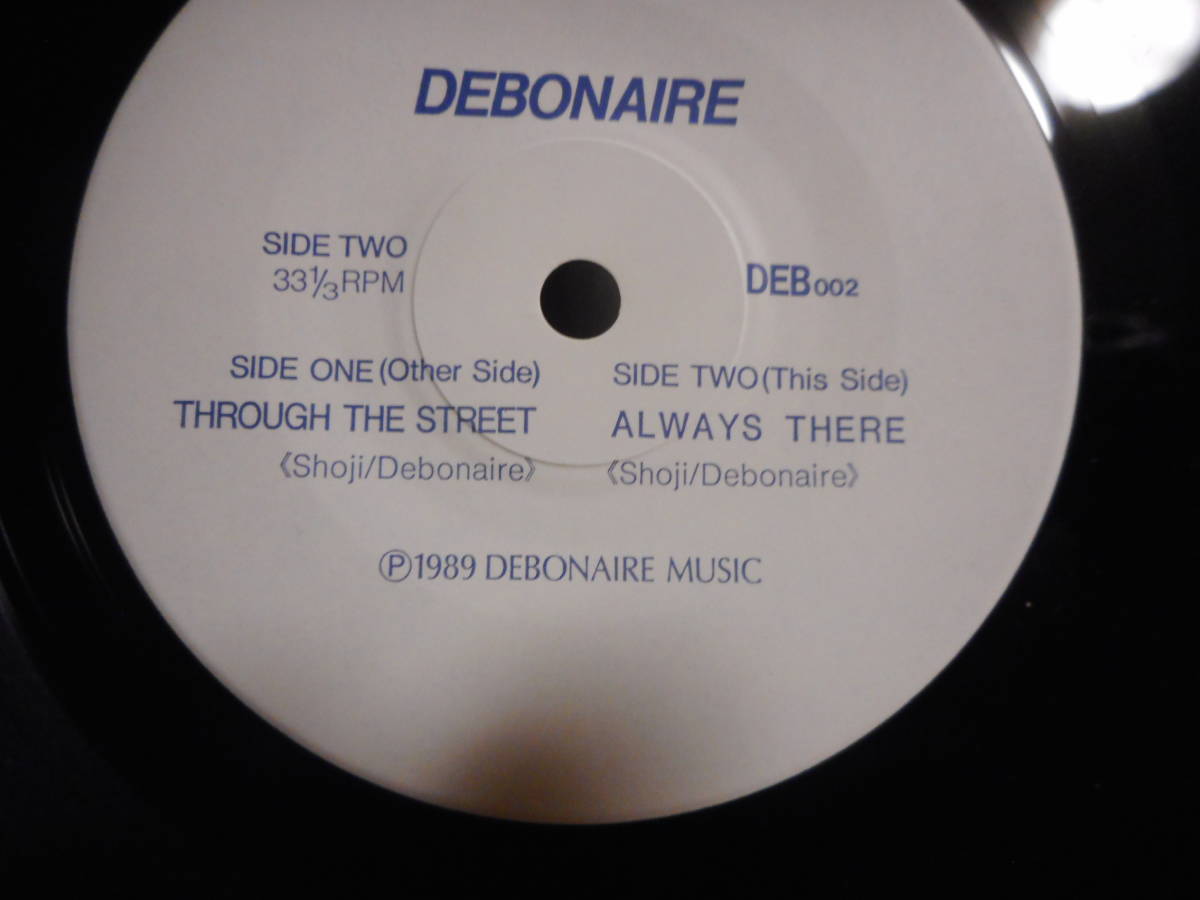 DEBONAIRE
SIDE TWO
33⅓RPM
DEB002
SIDE ONE(Other Side)
THROUGH THE STREET
《Shoji/Debonaire》
SIDE TWO(This Side)
ALWAYS THERE
《Shoji/Debonaire》
Ⓟ1989 DEBONAIRE MUSIC